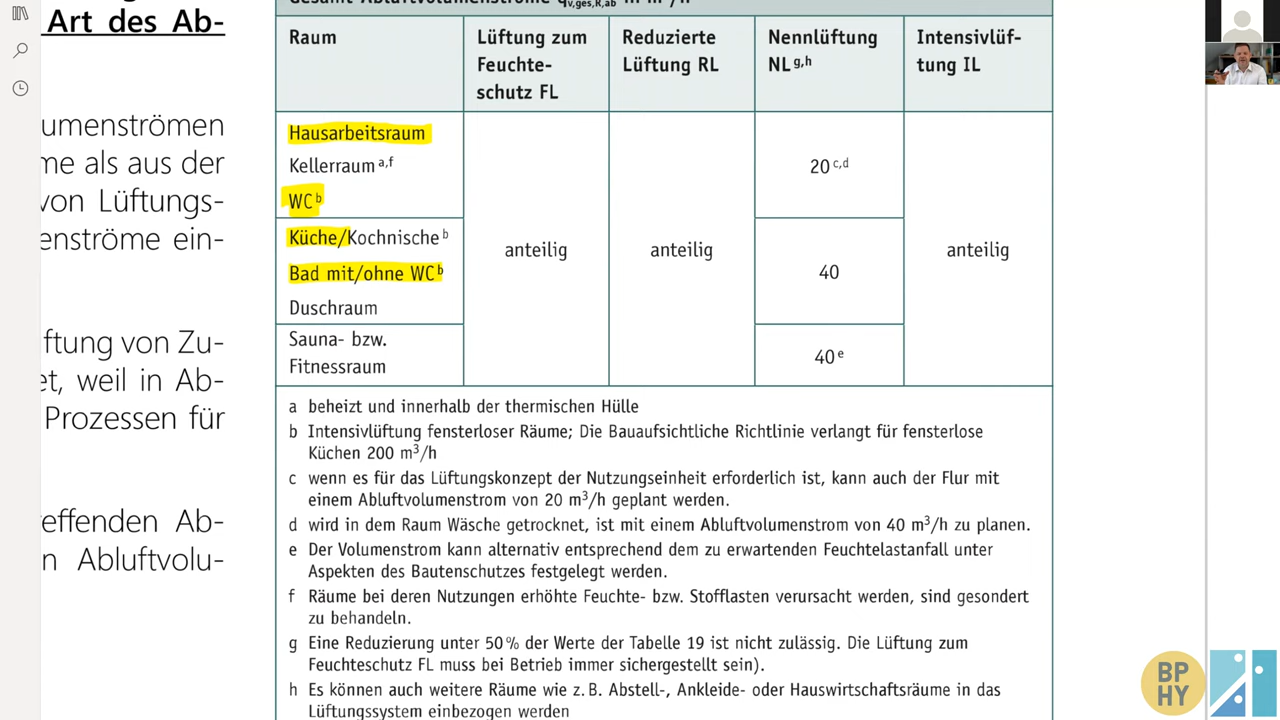 Gesamt-Abluftvolumenströme qv,ges,R,ab in m³/h
Art des Ab-
umenströmen
me als aus der
von Lüftungs-
enströme ein-
ftung von Zu-
et, weil in Ab-
Prozessen für
effenden Ab-
n Abluftvolu-
Raum
Lüftung zum
Feuchte-
schutz FL
Reduzierte
Lüftung RL
Nennlüftung
NL g,h
Intensivlüf-
tung IL
Hausarbeitsraum
Kellerraum a,f
WC b
20 c,d
Küche/Kochnische b
Bad mit/ohne WC b
Duschraum
40
Sauna- bzw.
Fitnessraum
40 e
anteilig
anteilig
anteilig
a beheizt und innerhalb der thermischen Hülle
b Intensivlüftung fensterloser Räume; Die Bauaufsichtliche Richtlinie verlangt für fensterlose
Küchen 200 m³/h
c wenn es für das Lüftungskonzept der Nutzungseinheit erforderlich ist, kann auch der Flur mit
einem Abluftvolumenstrom von 20 m³/h geplant werden.
d wird in dem Raum Wäsche getrocknet, ist mit einem Abluftvolumenstrom von 40 m³/h zu planen.
e Der Volumenstrom kann alternativ entsprechend dem zu erwartenden Feuchtelastanfall unter
Aspekten des Bautenschutzes festgelegt werden.
f Räume bei deren Nutzungen erhöhte Feuchte- bzw. Stofflasten verursacht werden, sind gesondert
zu behandeln.
g Eine Reduzierung unter 50 % der Werte der Tabelle 19 ist nicht zulässig. Die Lüftung zum
Feuchteschutz FL muss bei Betrieb immer sichergestellt sein).
h Es können auch weitere Räume wie z. B. Abstell-, Ankleide- oder Hauswirtschaftsräume in das
Lüftungssystem einbezogen werden
BP
HY